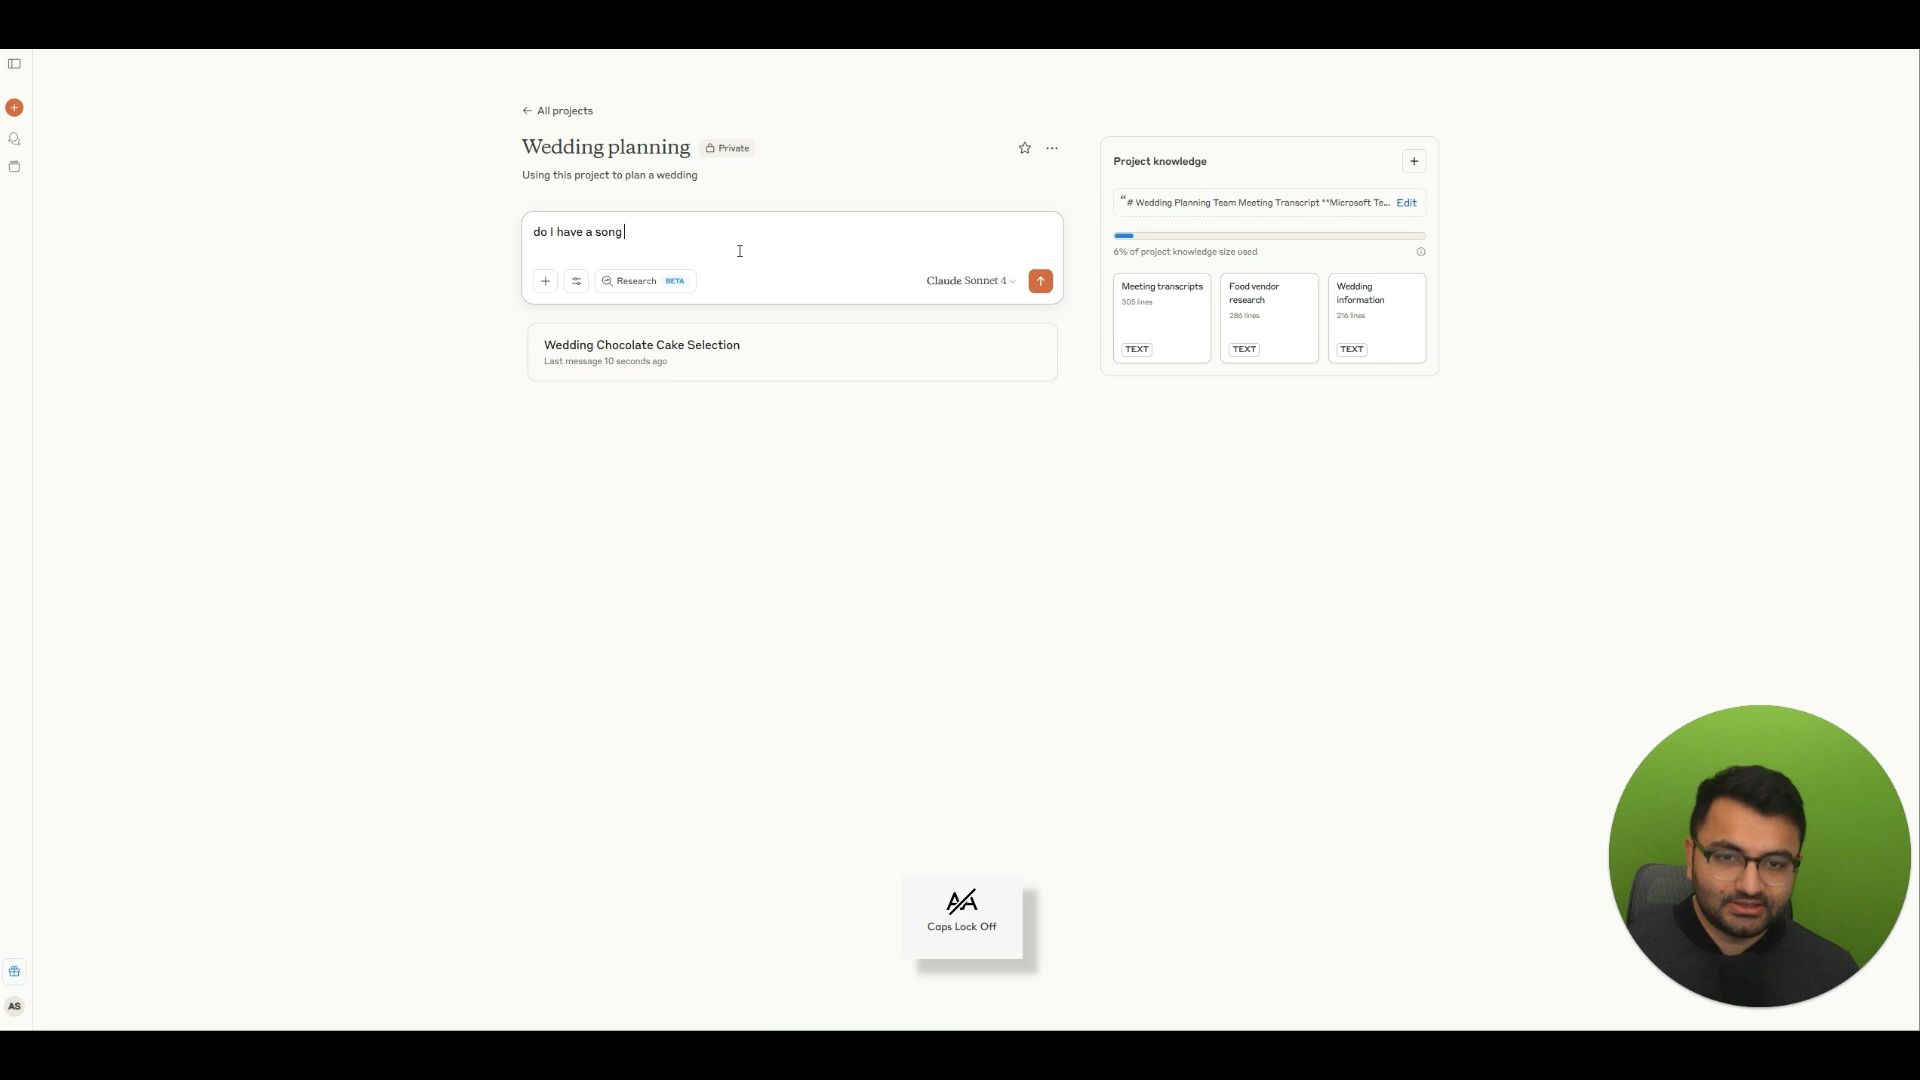 All projects
Wedding planning
Private
Using this project to plan a wedding
do I have a song
Research BETA
Claude Sonnet 4
Wedding Chocolate Cake Selection
Last message 10 seconds ago
Project knowledge
“# Wedding Planning Team Meeting Transcript **Microsoft Te...
Edit
6% of project knowledge size used
Meeting transcripts
305 lines
TEXT
Food vendor
research
286 lines
TEXT
Wedding
information
216 lines
TEXT
AA
Caps Lock Off
AS